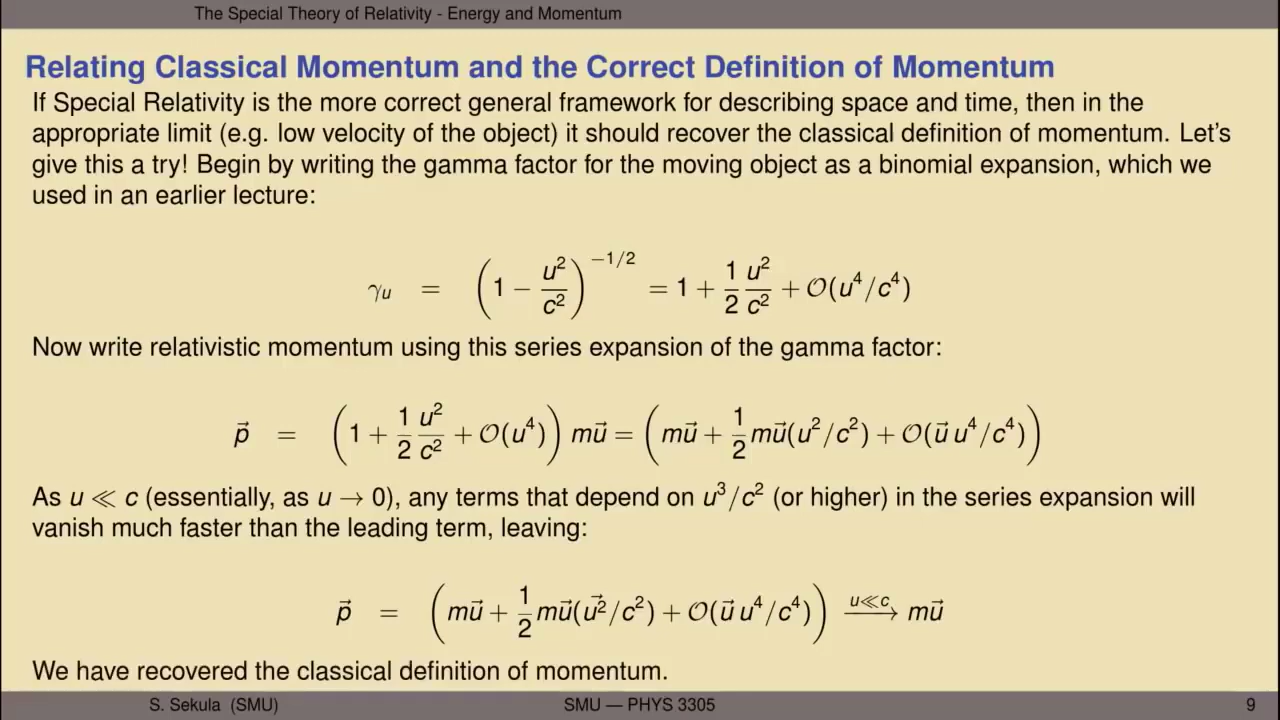 The Special Theory of Relativity - Energy and Momentum
Relating Classical Momentum and the Correct Definition of Momentum
If Special Relativity is the more correct general framework for describing space and time, then in the
appropriate limit (e.g. low velocity of the object) it should recover the classical definition of momentum. Let's
give this a try! Begin by writing the gamma factor for the moving object as a binomial expansion, which we
used in an earlier lecture:
γ_u = (1 − u²/c²)^(−1/2) = 1 + 1/2 u²/c² + O(u⁴/c⁴)
Now write relativistic momentum using this series expansion of the gamma factor:
p⃗ = (1 + 1/2 u²/c² + O(u⁴)) mu⃗ = (mu⃗ + 1/2 mu⃗(u²/c²) + O(u⃗ u⁴/c⁴))
As u ≪ c (essentially, as u → 0), any terms that depend on u³/c² (or higher) in the series expansion will
vanish much faster than the leading term, leaving:
p⃗ = (mu⃗ + 1/2 mu⃗(u⃗²/c²) + O(u⃗ u⁴/c⁴)) —u≪c→ mu⃗
We have recovered the classical definition of momentum.
S. Sekula (SMU) SMU — PHYS 3305 9